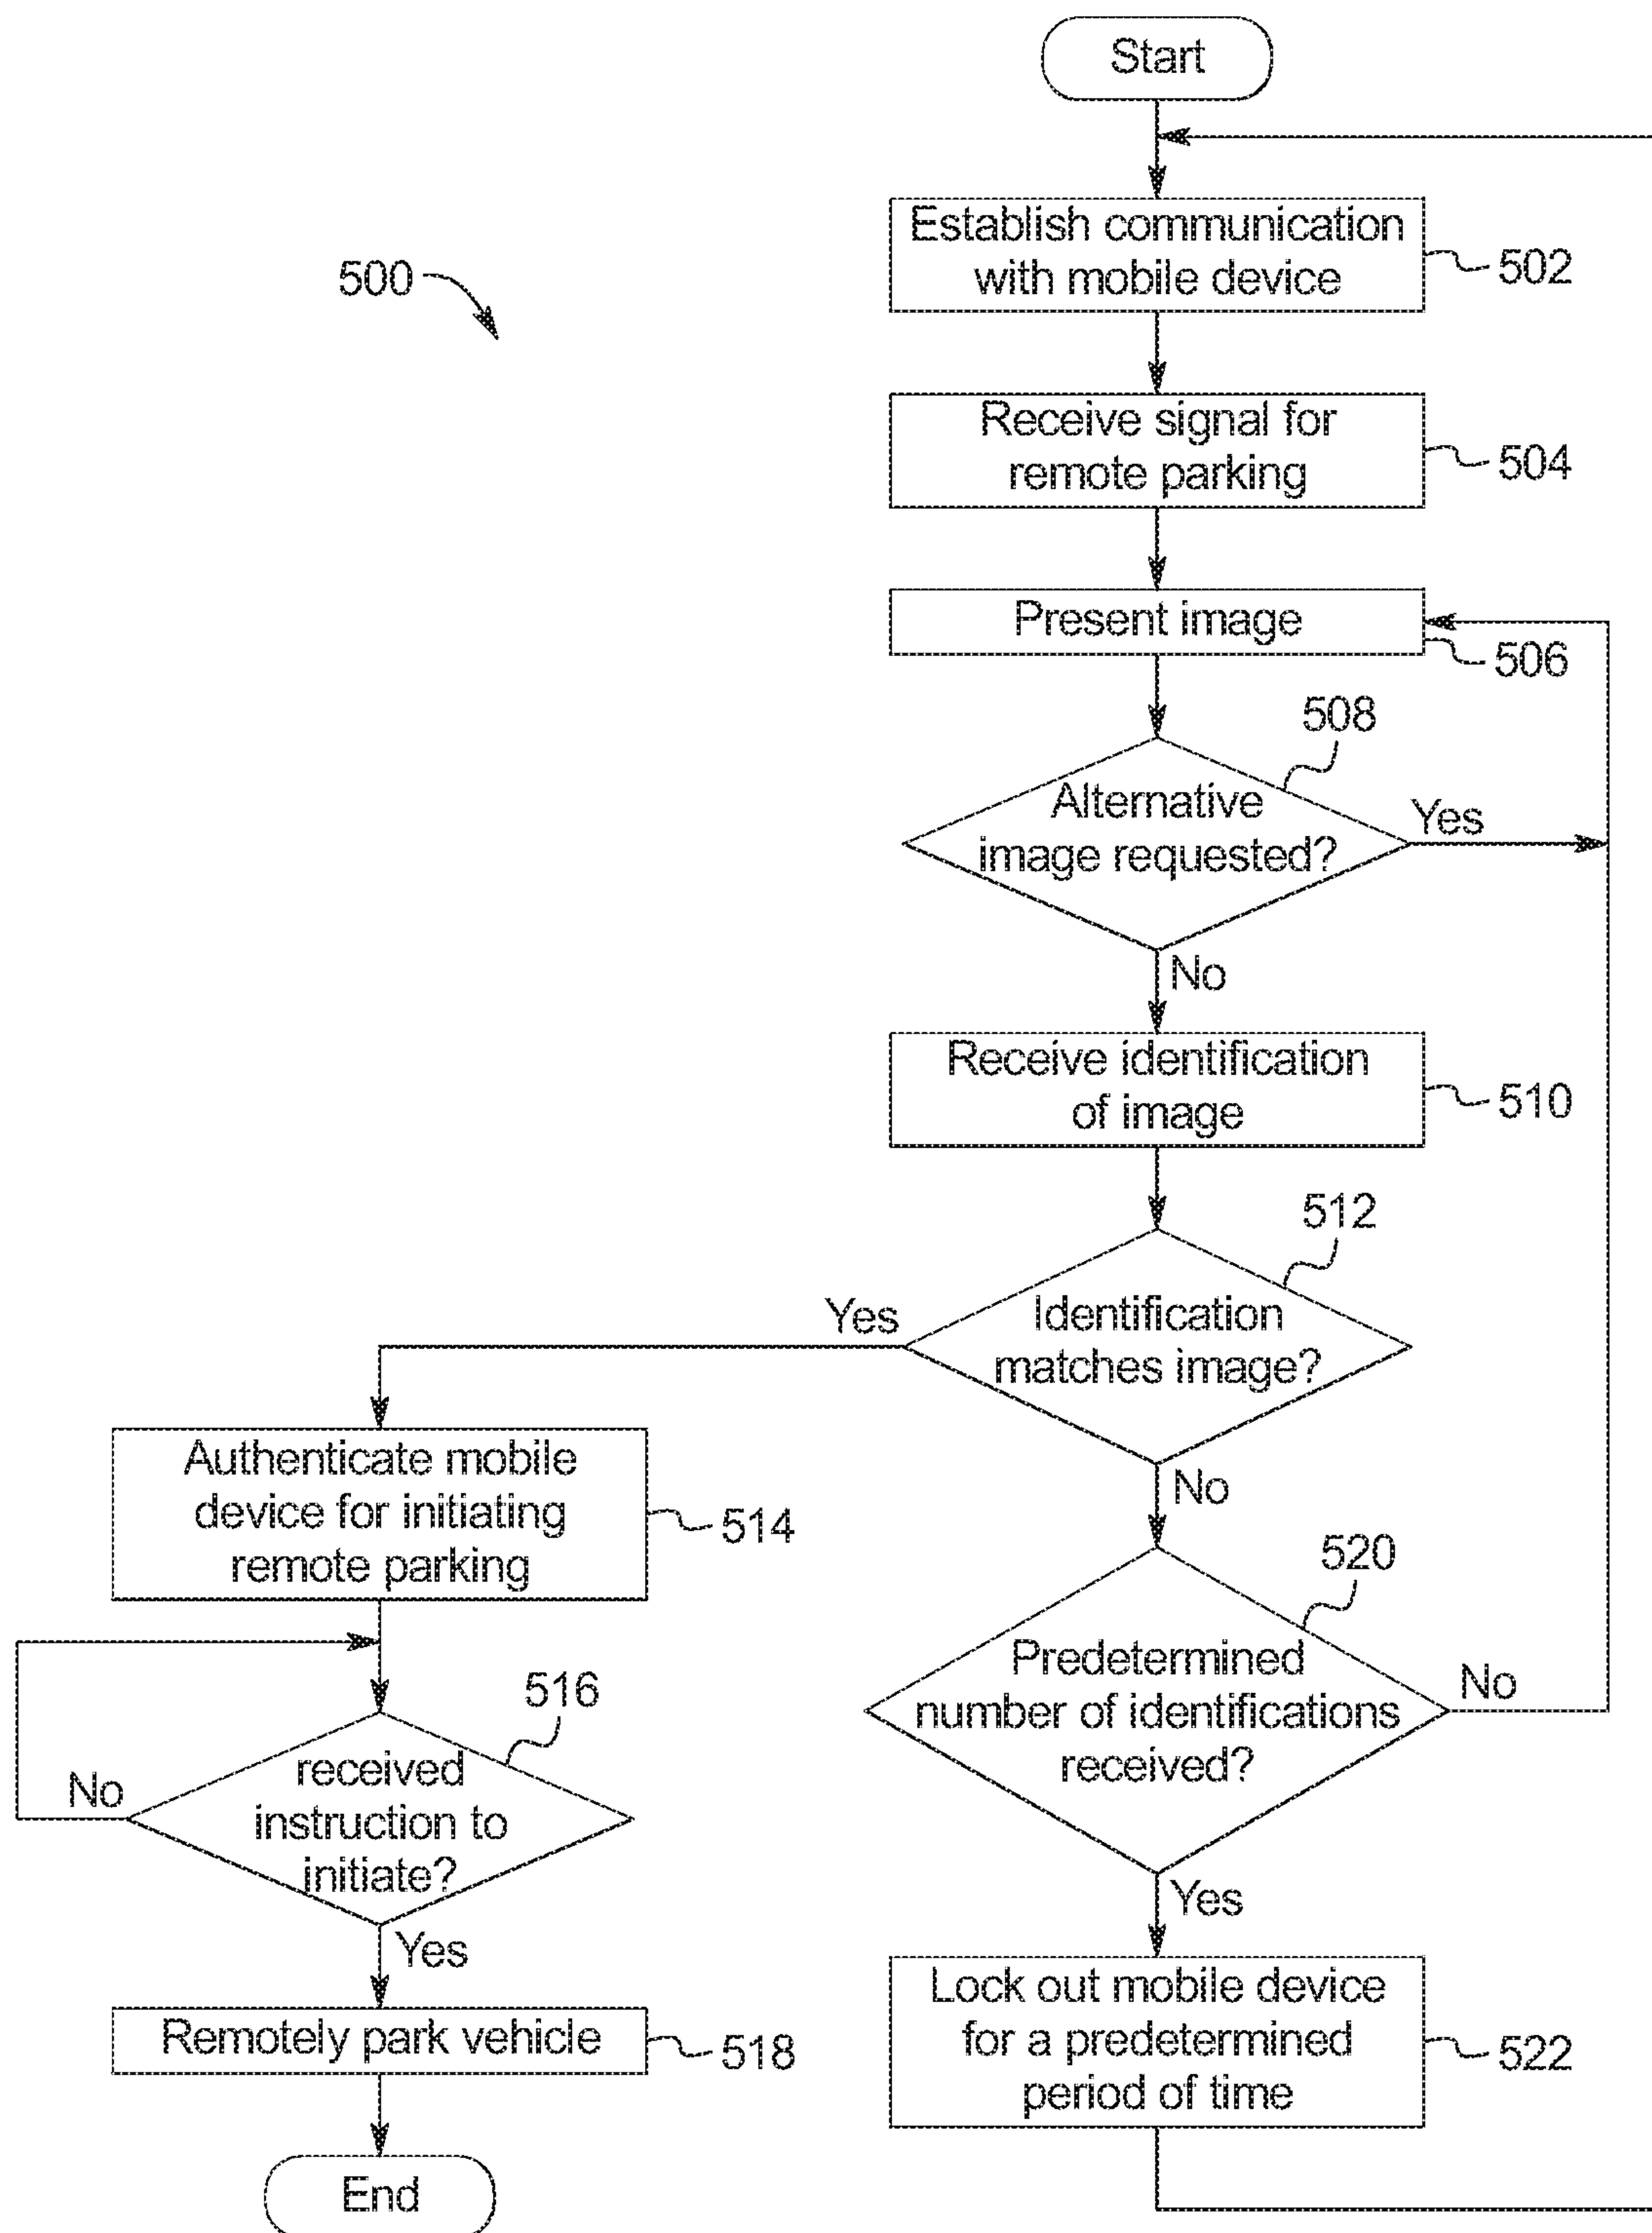 Start
500
Establish communication
with mobile device
502
Receive signal for
remote parking
504
Present image
506
508
Alternative
image requested?
Yes
No
Receive identification
of image
510
512
Identification
matches image?
Yes
No
Authenticate mobile
device for initiating
remote parking
514
520
Predetermined
number of identifications
received?
No
516
received
instruction to
initiate?
No
Yes
Yes
Remotely park vehicle
518
Lock out mobile device
for a predetermined
period of time
522
End